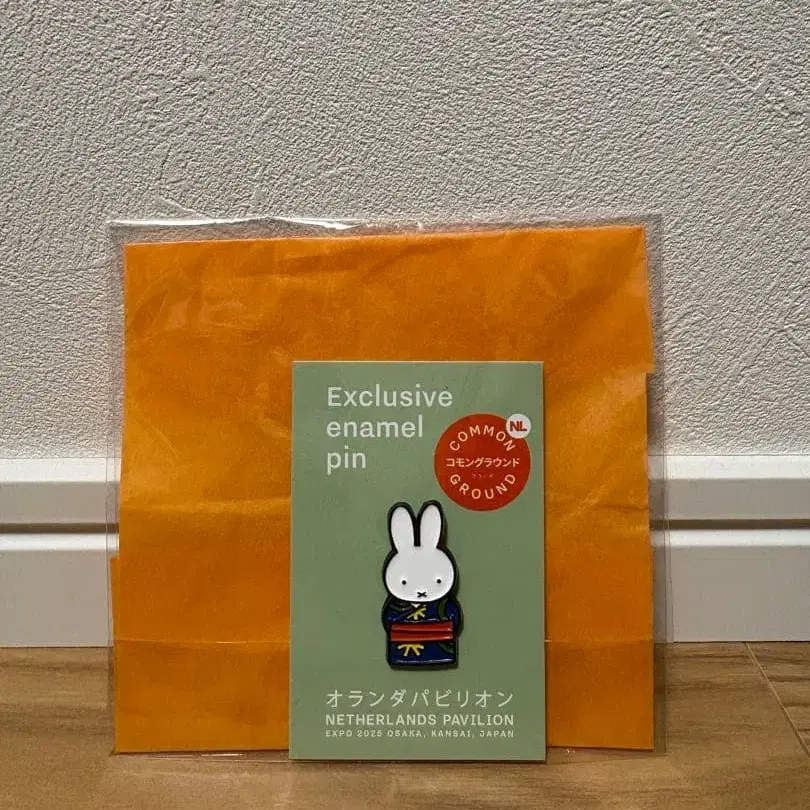 Exclusive
enamel
pin
NL
COMMON
コモングラウンド
GROUND
オランダパビリオン
NETHERLANDS PAVILION
EXPO 2025 OSAKA, KANSAI, JAPAN